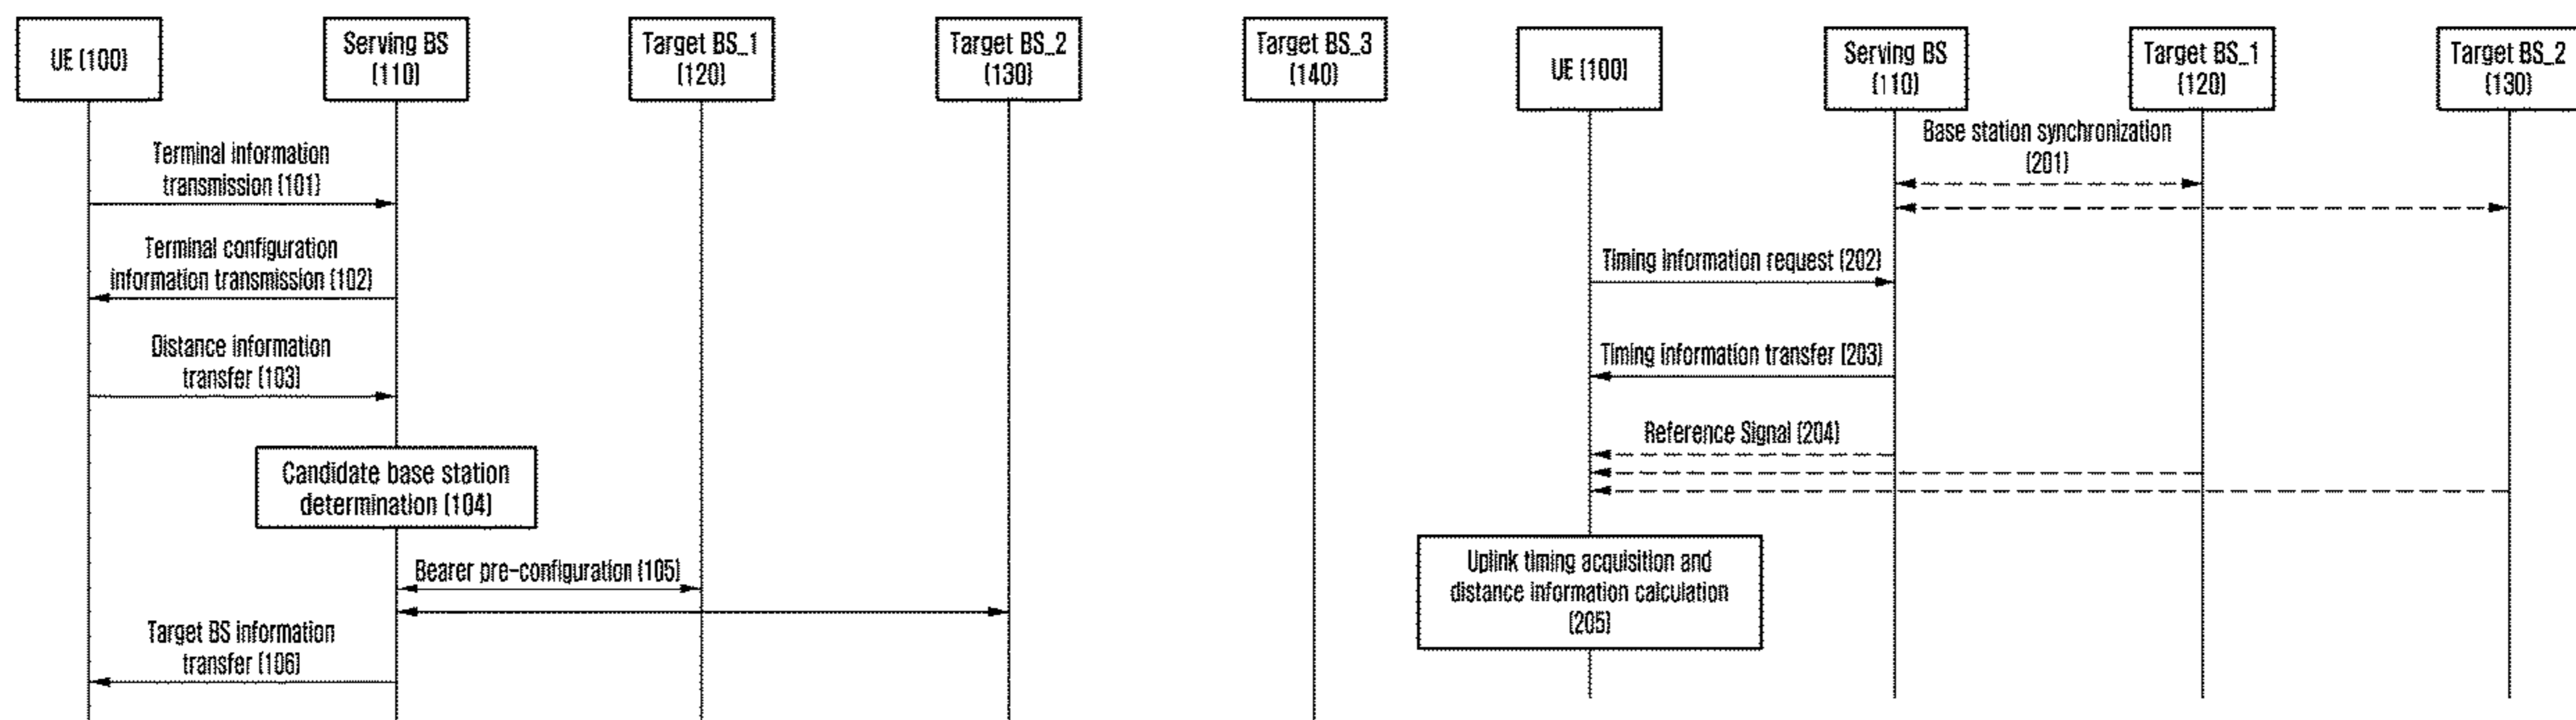 UE (100)
Serving BS
(110)
Target BS_1
(120)
Target BS_2
(130)
Target BS_3
(140)
Terminal information
transmission (101)
Terminal configuration
information transmission (102)
Distance information
transfer (103)
Candidate base station
determination (104)
Bearer pre-configuration (105)
Target BS information
transfer (106)
UE (100)
Serving BS
(110)
Target BS_1
(120)
Target BS_2
(130)
Base station synchronization
(201)
Timing information request (202)
Timing information transfer (203)
Reference Signal (204)
Uplink timing acquisition and
distance information calculation
(205)